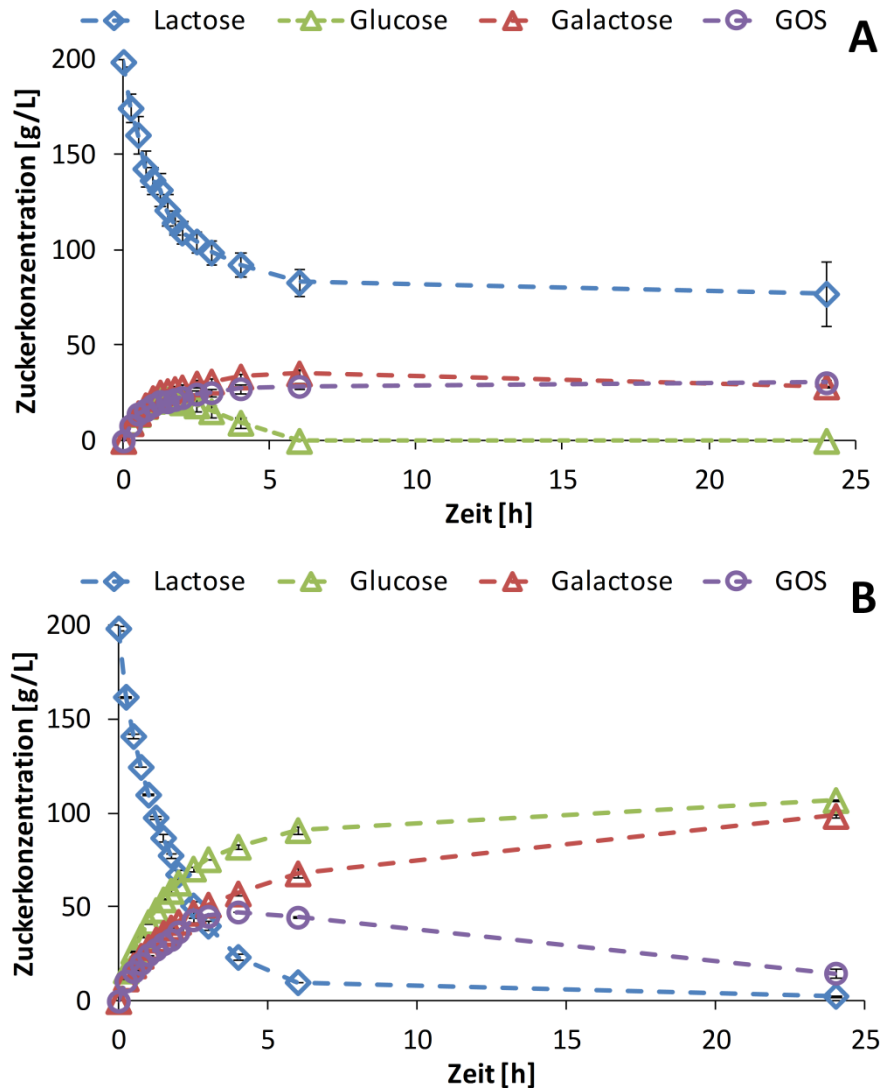 Lactose Glucose Galactose GOS
A
200
150
100
50
0
0 5 10 15 20 25
Zuckerkonzentration [g/L]
Zeit [h]
Lactose Glucose Galactose GOS
B
200
150
100
50
0
0 5 10 15 20 25
Zuckerkonzentration [g/L]
Zeit [h]